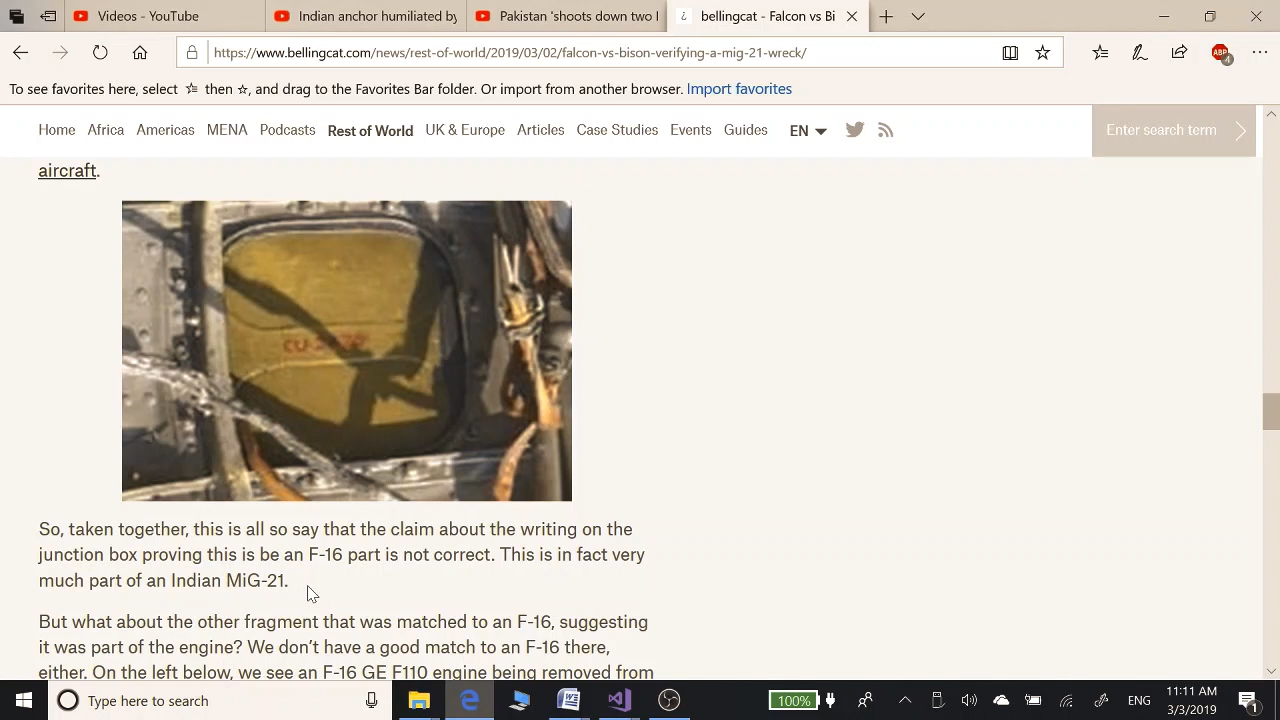 Videos - YouTube
Indian anchor humiliated by
Pakistan 'shoots down two I
bellingcat - Falcon vs Bi
https://www.bellingcat.com/news/rest-of-world/2019/03/02/falcon-vs-bison-verifying-a-mig-21-wreck/
ABP
4
To see favorites here, select then ☆, and drag to the Favorites Bar folder. Or import from another browser. Import favorites
Home Africa Americas MENA Podcasts Rest of World UK & Europe Articles Case Studies Events Guides EN
Enter search term
aircraft.
So, taken together, this is all so say that the claim about the writing on the
junction box proving this is be an F-16 part is not correct. This is in fact very
much part of an Indian MiG-21.
But what about the other fragment that was matched to an F-16, suggesting
it was part of the engine? We don't have a good match to an F-16 there,
either. On the left below, we see an F-16 GE F110 engine being removed from
Type here to search
100%
ENG
11:11 AM
3/3/2019
1